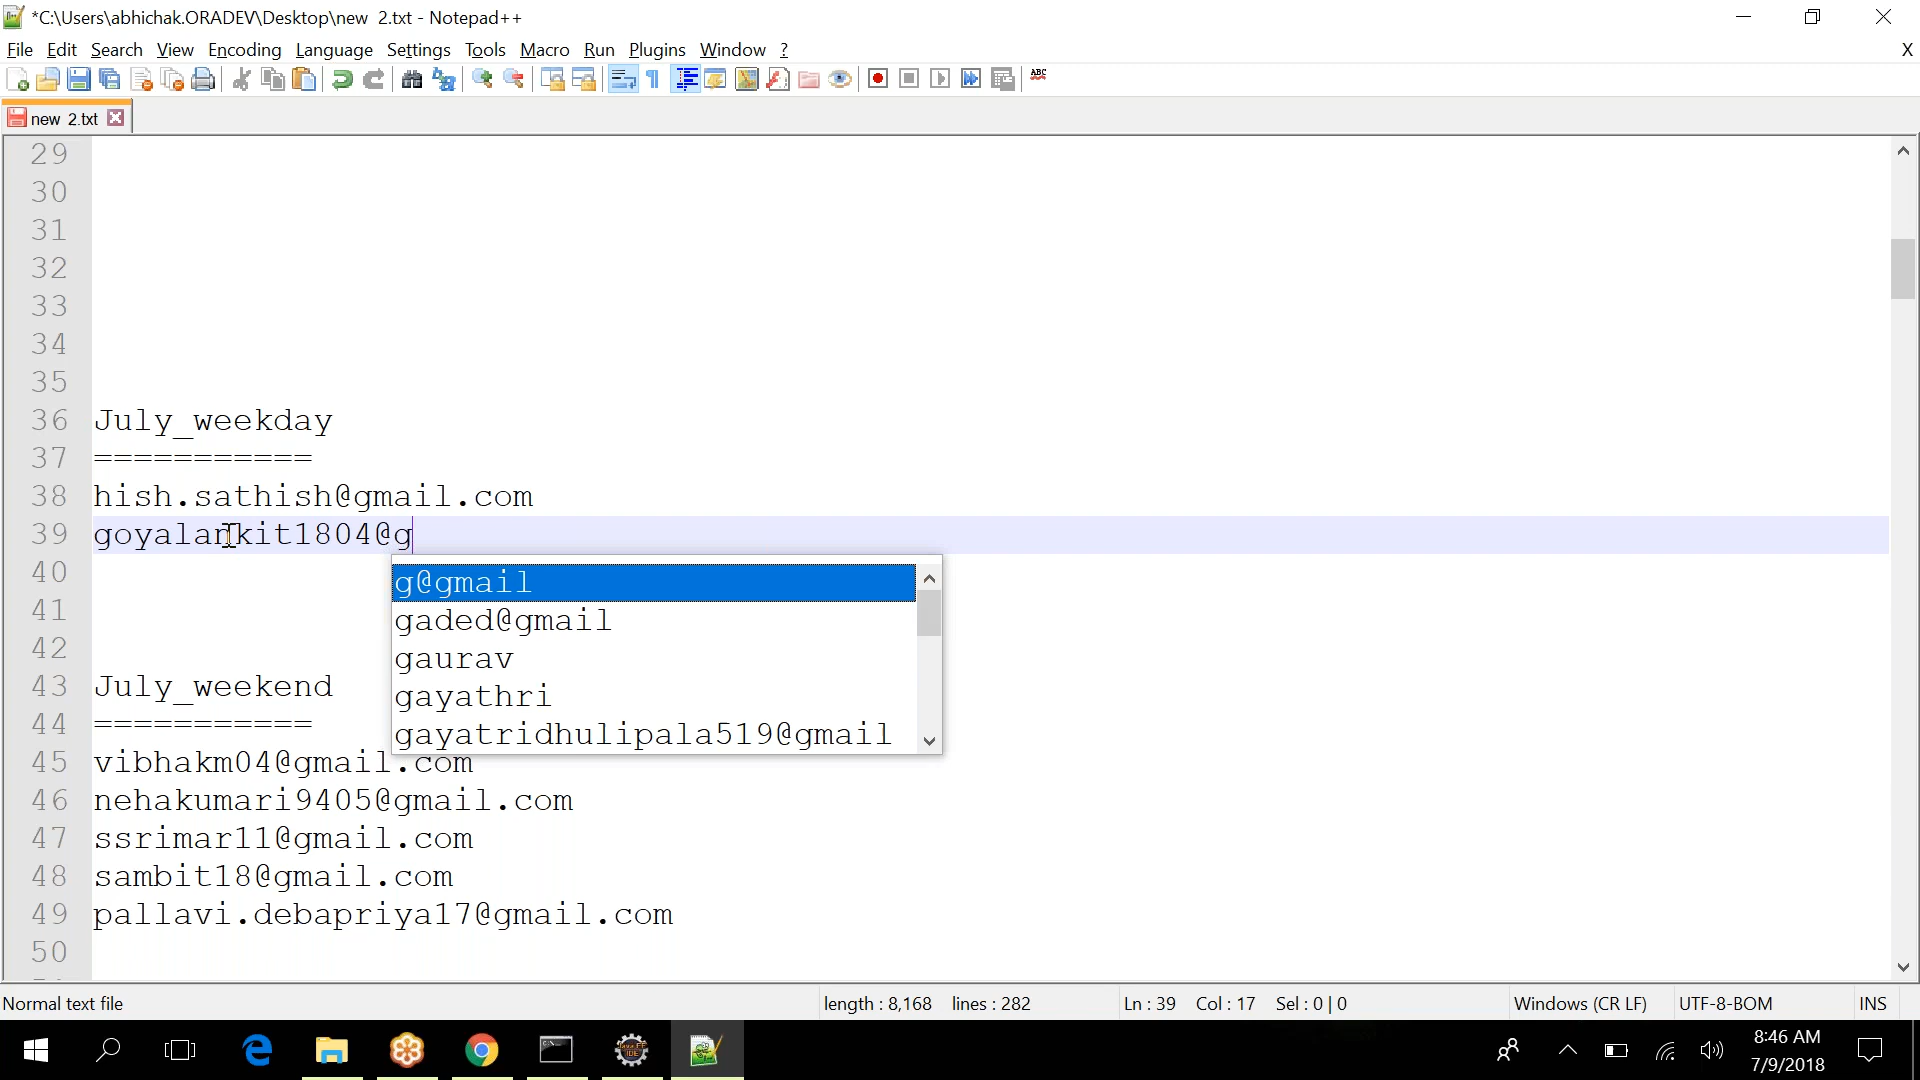 *C:\Users\abhichak.ORADEV\Desktop\new  2.txt - Notepad++
File Edit Search View Encoding Language Settings Tools Macro Run Plugins Window ? X
ABC
new  2.txt
29
30
31
32
33
34
35
36 July_weekday
37 ===========
38 hish.sathish@gmail.com
39 goyalankit1804@g
40
g@gmail
41
gaded@gmail
42
gaurav
43 July_weekend
gayathri
44 ===========
gayatridhulipala519@gmail
45 vibhakm04@gmail.com
46 nehakumari9405@gmail.com
47 ssrimar11@gmail.com
48 sambit18@gmail.com
49 pallavi.debapriya17@gmail.com
50
Normal text file length : 8,168 lines : 282 Ln : 39 Col : 17 Sel : 0 | 0 Windows (CR LF) UTF-8-BOM INS
8:46 AM
7/9/2018